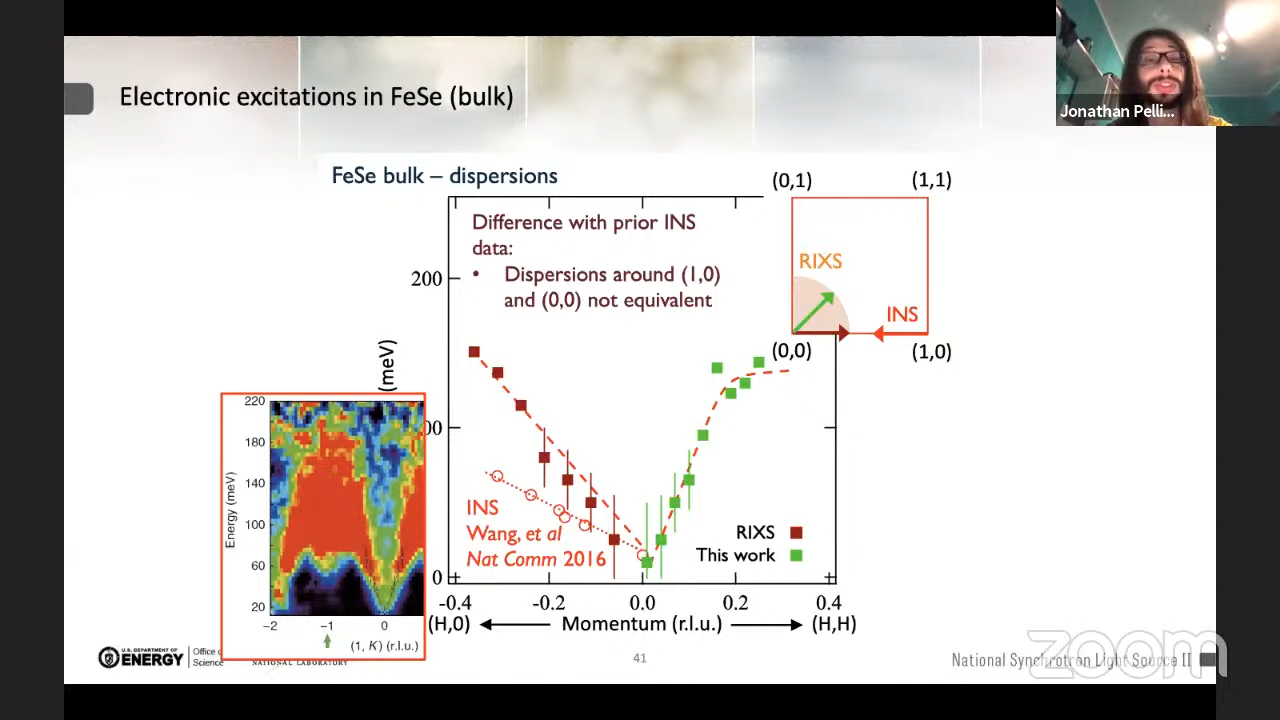 Electronic excitations in FeSe (bulk)
Jonathan Pelli...
FeSe bulk – dispersions
(0,1)
(1,1)
Difference with prior INS
data:
• Dispersions around (1,0)
and (0,0) not equivalent
RIXS
INS
(0,0)
(1,0)
(meV)
200
00
0
INS
Wang, et al
Nat Comm 2016
RIXS
This work
-0.4
-0.2
0.0
0.2
0.4
(H,0)
Momentum (r.l.u.)
(H,H)
Energy (meV)
220
180
140
100
60
20
−2
−1
0
(1, K) (r.l.u.)
U.S. DEPARTMENT OF
ENERGY
Office
Science
NATIONAL LABORATORY
41
National Synchrotron Light Source II
zoom